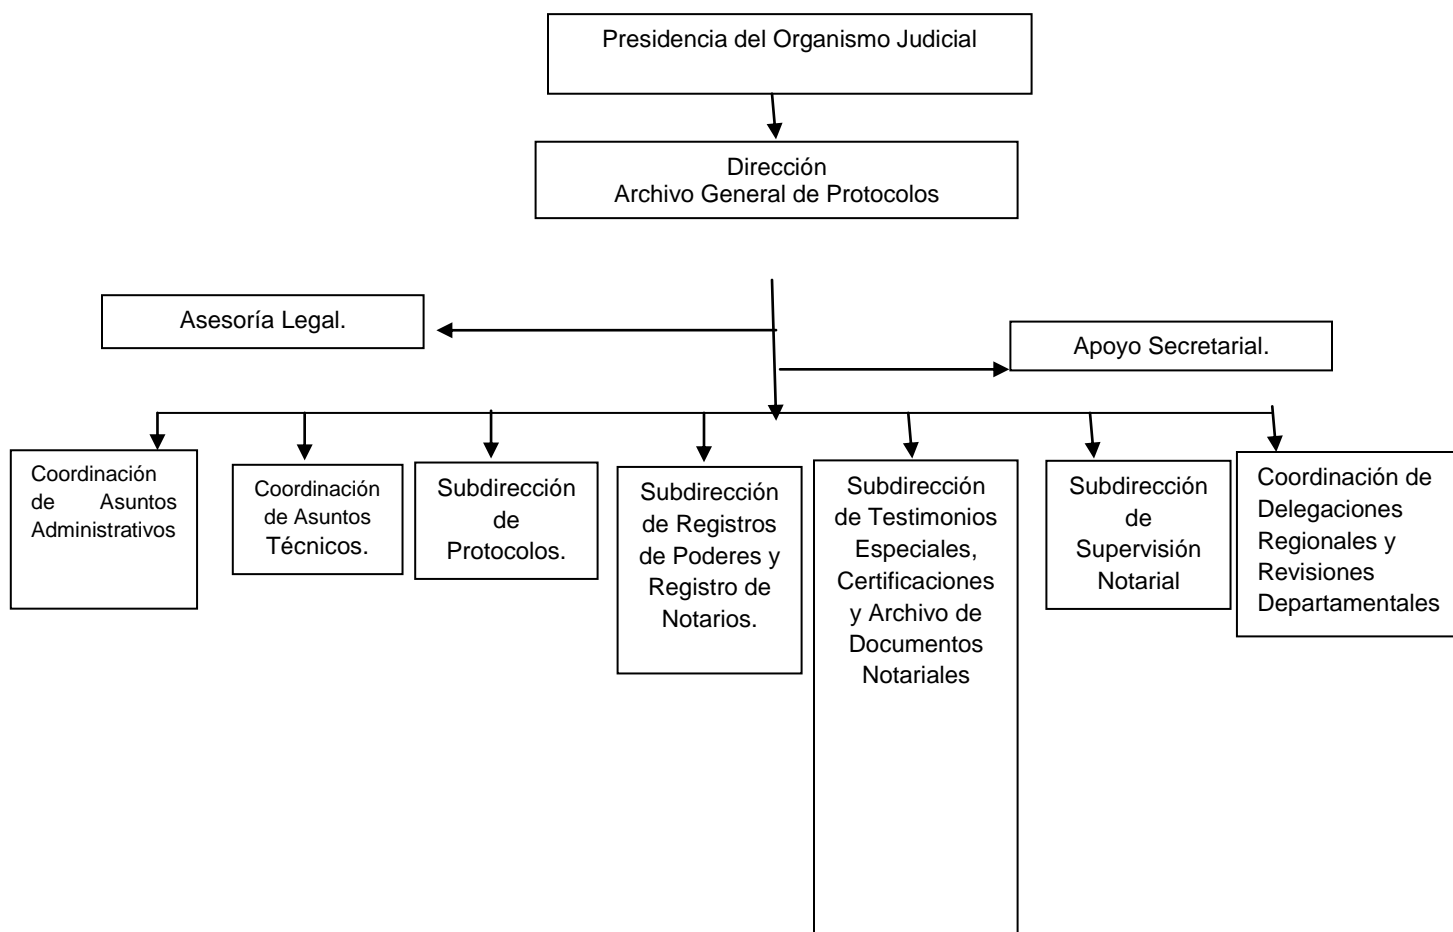 Presidencia del Organismo Judicial
Dirección
Archivo General de Protocolos
Asesoría Legal.
Apoyo Secretarial.
Coordinación
de Asuntos
Administrativos
Coordinación
de Asuntos
Técnicos.
Subdirección
de
Protocolos.
Subdirección
de Registros
de Poderes y
Registro de
Notarios.
Subdirección
de Testimonios
Especiales,
Certificaciones
y Archivo de
Documentos
Notariales
Subdirección
de
Supervisión
Notarial
Coordinación de
Delegaciones
Regionales y
Revisiones
Departamentales